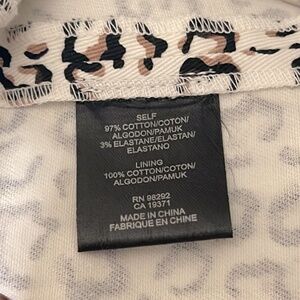 SELF
97% COTTON/COTON/
ALGODON/PAMUK
3% ELASTANE/ELASTAN/
ELASTANO
LINING
100% COTTON/COTON/
ALGODON/PAMUK
RN 98292
CA 19371
MADE IN CHINA
FABRIQUE EN CHINE